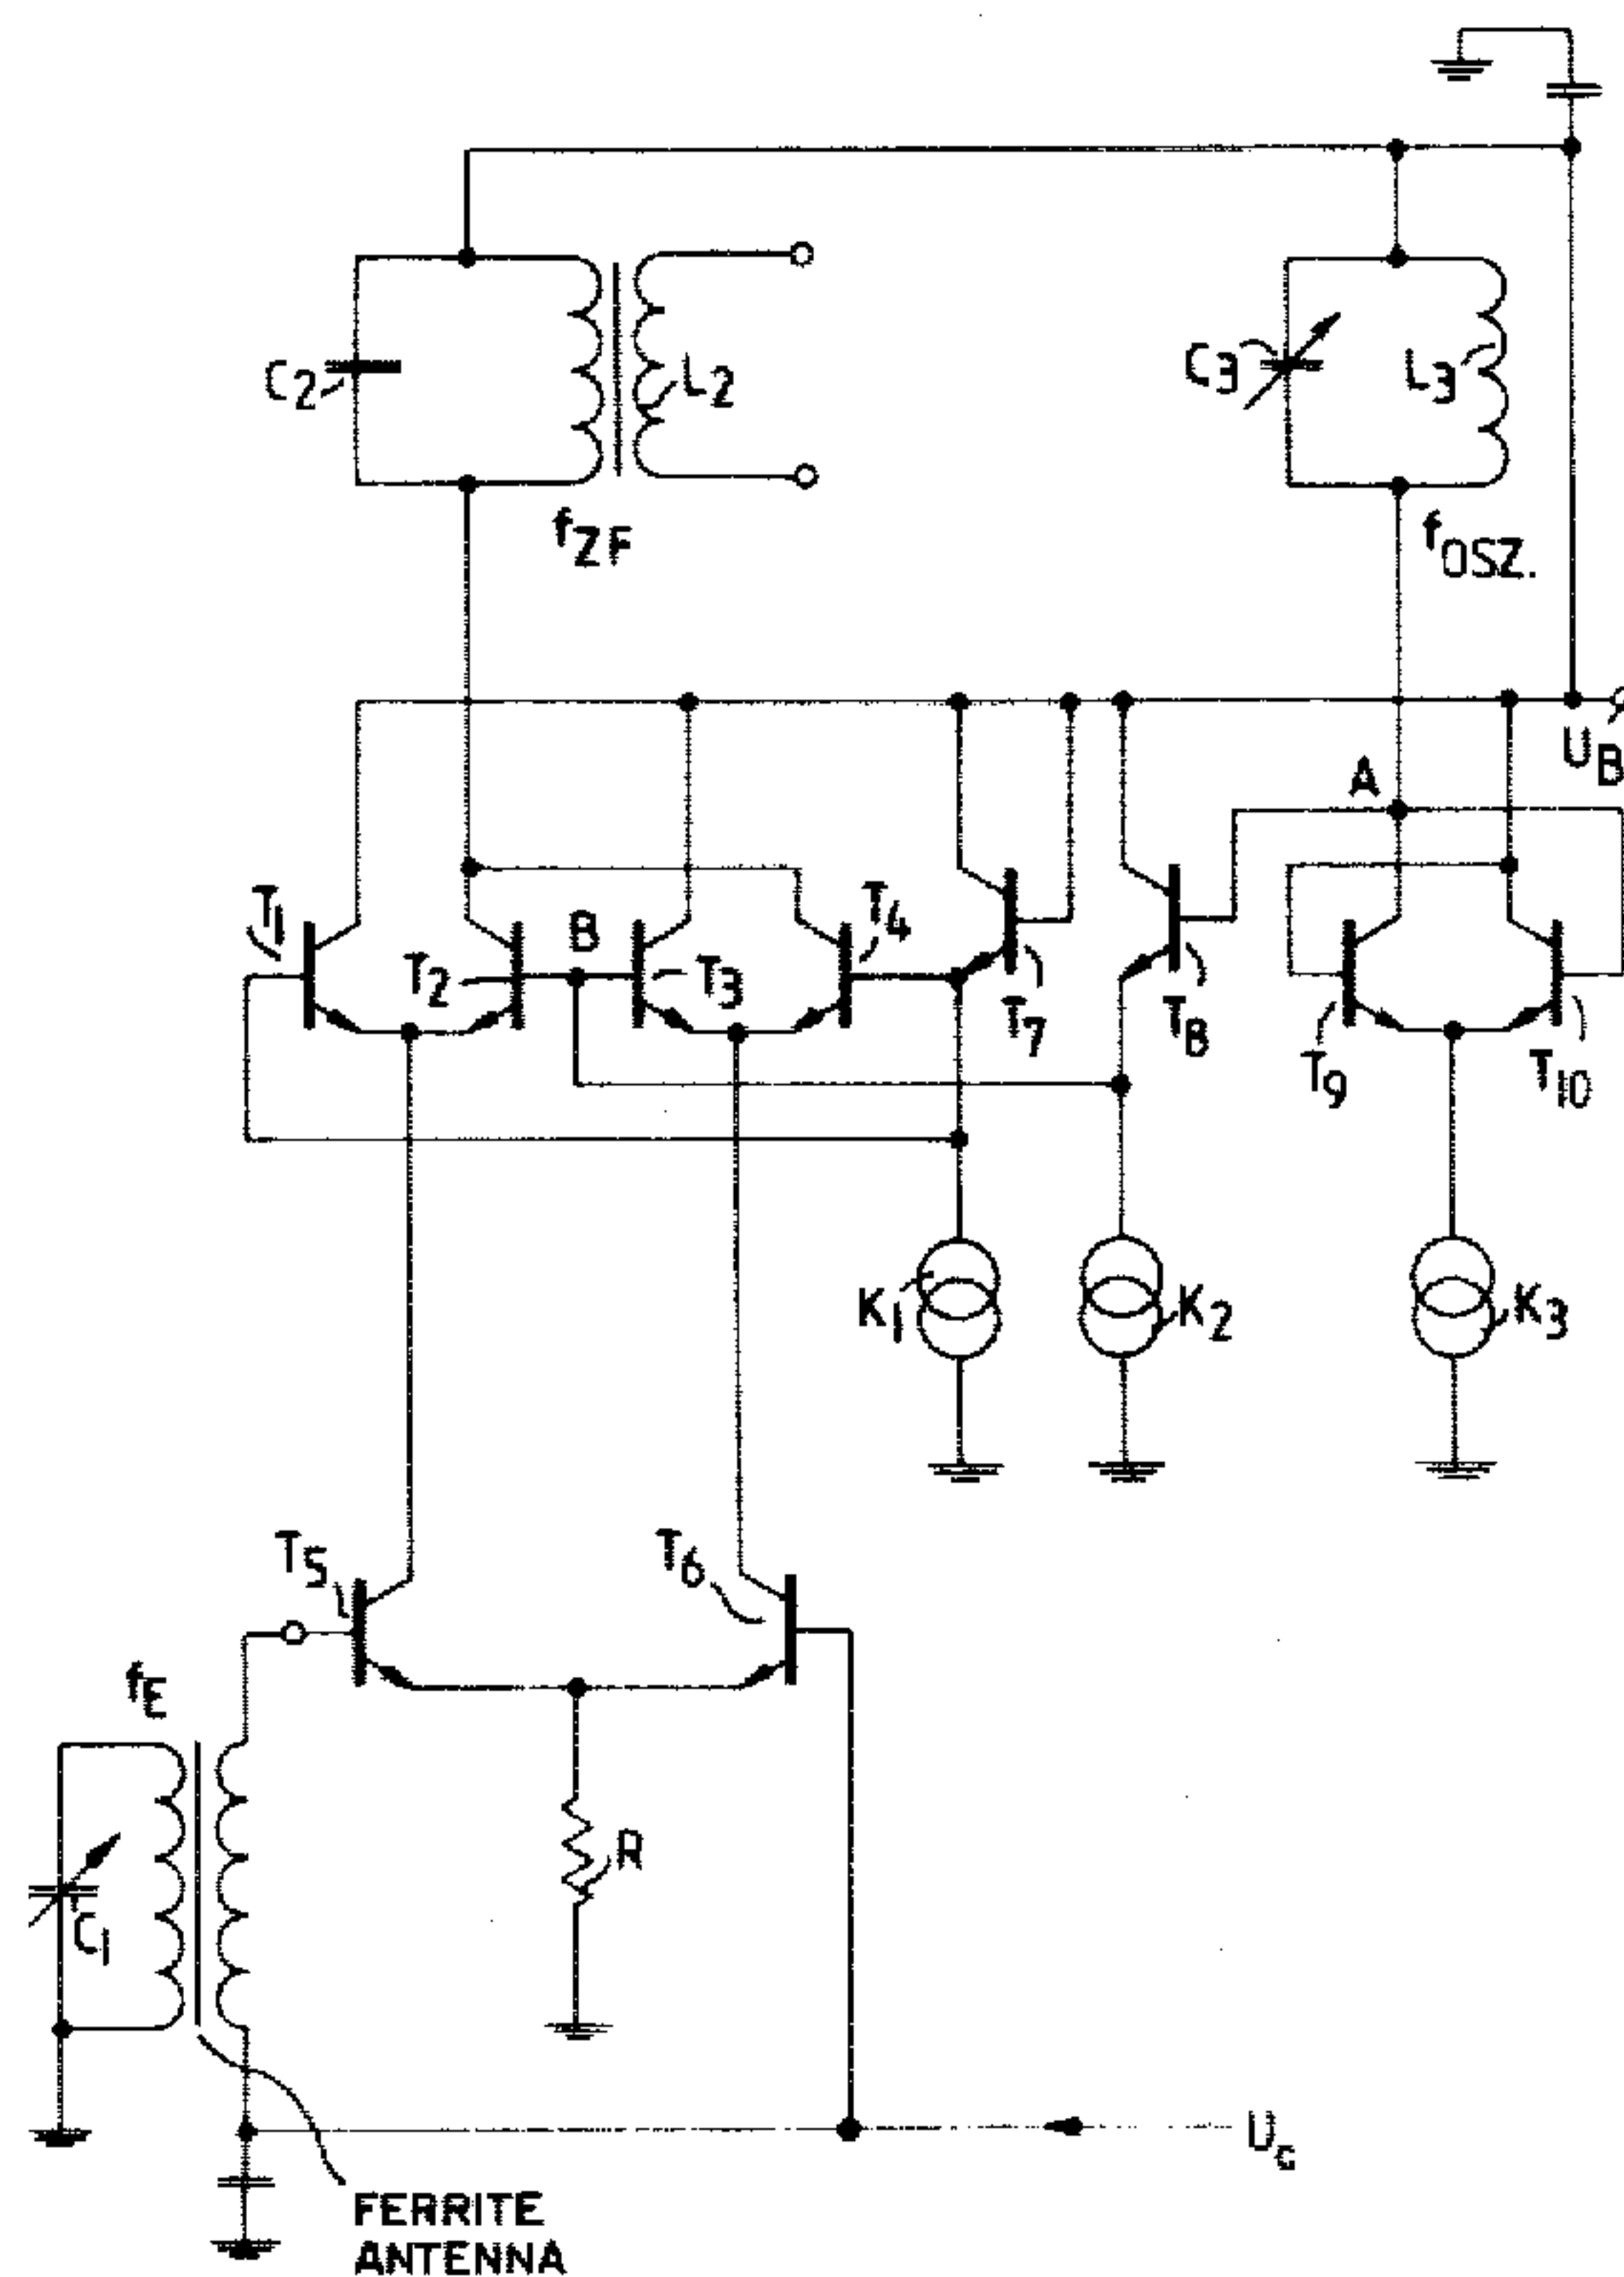 C2
L2
C3
L3
fZF
fOSZ.
UB
A
T1
T2
B
T3
T4
T7
T8
T9
T10
K1
K2
K3
T5
T6
fE
R
C1
UG
FERRITE
ANTENNA